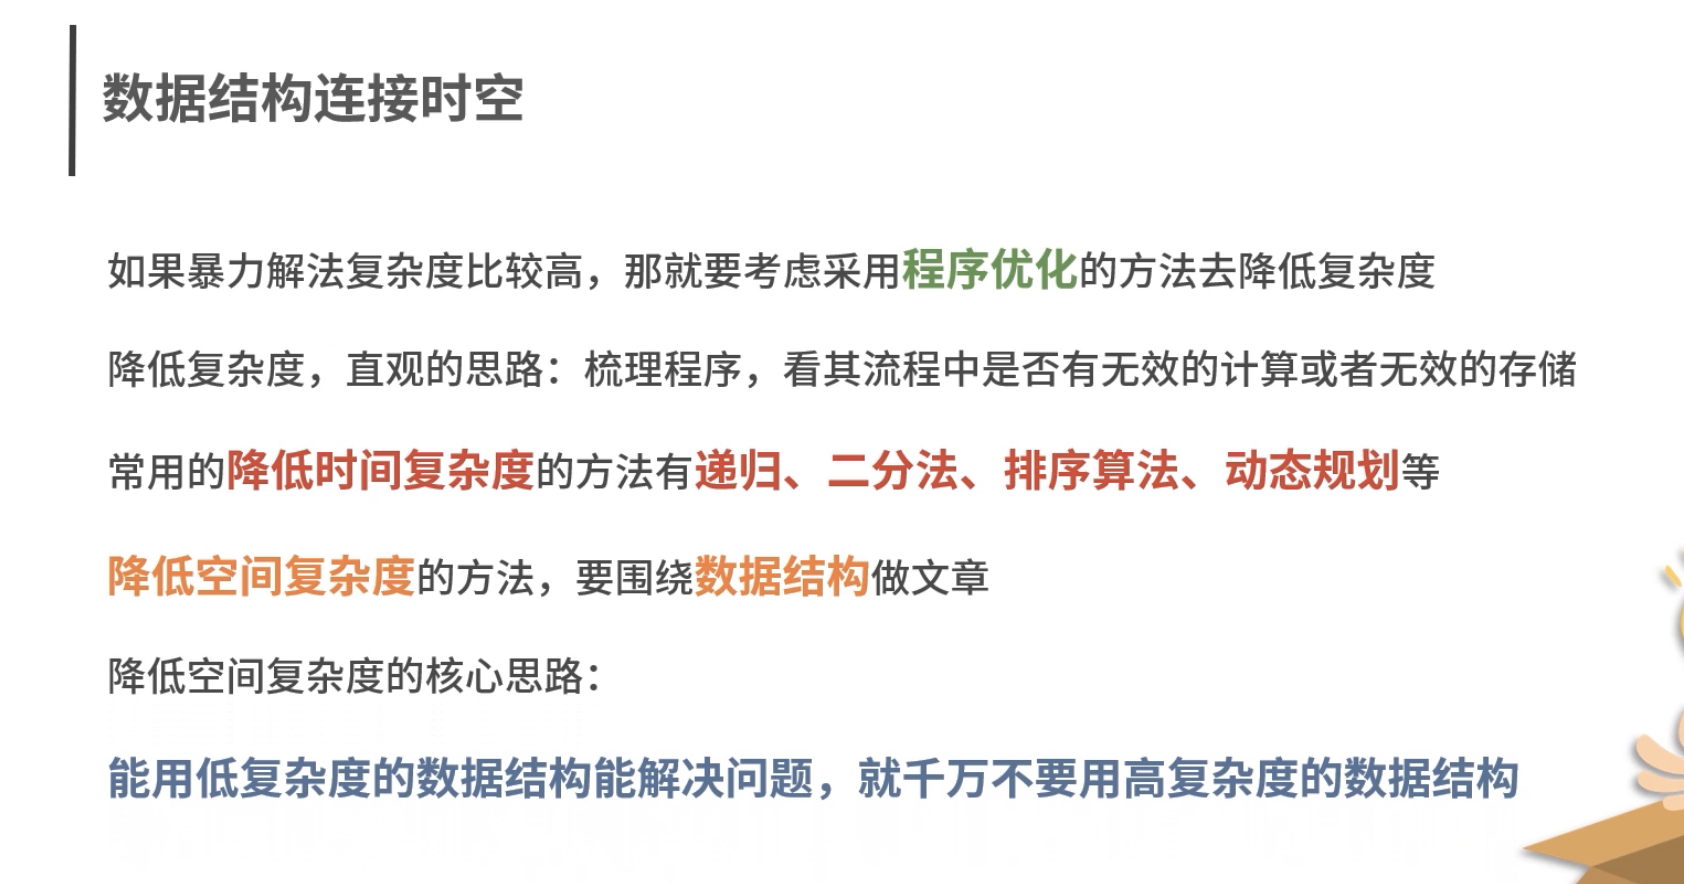 数据结构连接时空
如果暴力解法复杂度比较高，那就要考虑采用程序优化的方法去降低复杂度
降低复杂度，直观的思路：梳理程序，看其流程中是否有无效的计算或者无效的存储
常用的降低时间复杂度的方法有递归、二分法、排序算法、动态规划等
降低空间复杂度的方法，要围绕数据结构做文章
降低空间复杂度的核心思路：
能用低复杂度的数据结构能解决问题，就千万不要用高复杂度的数据结构